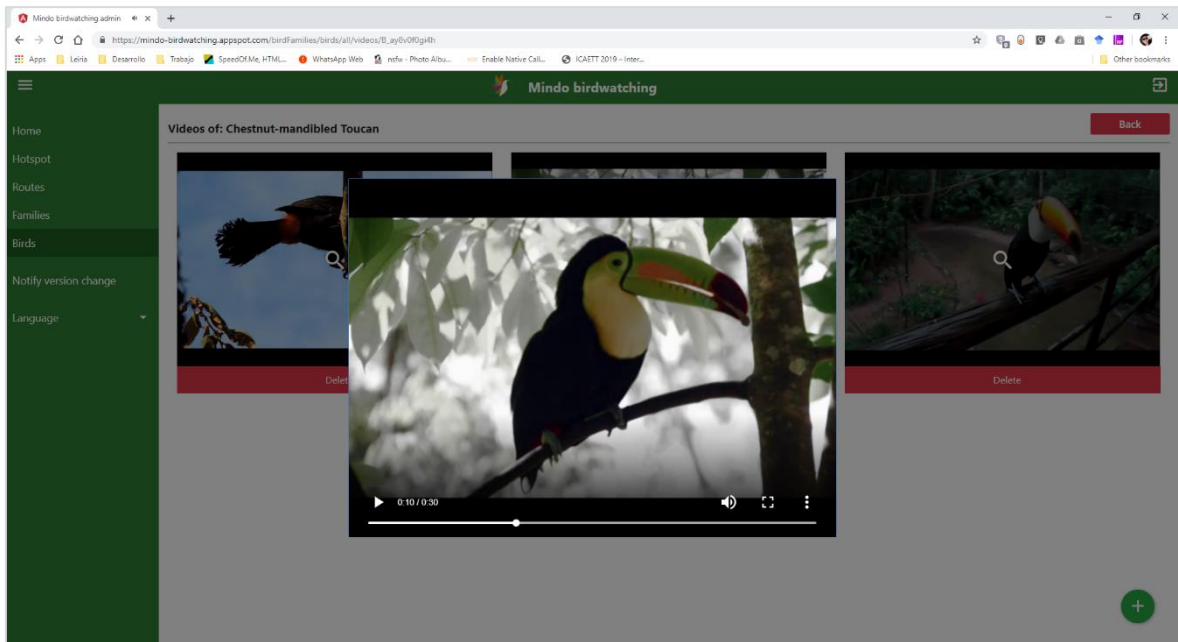 Mindo birdwatching admin
https://mindo-birdwatching.appspot.com/birdFamilies/birds/all/videos/B_ay8v0f0gi4h
Apps Leiria Desarrollo Trabajo SpeedOf.Me, HTML... WhatsApp Web nsfw - Photo Albu... Enable Native Call... ICAETT 2019 – Inter... Other bookmarks
Mindo birdwatching
Home
Hotspot
Routes
Families
Birds
Notify version change
Language
Videos of: Chestnut-mandibled Toucan
Back
Delet
Delete
0:10 / 0:30